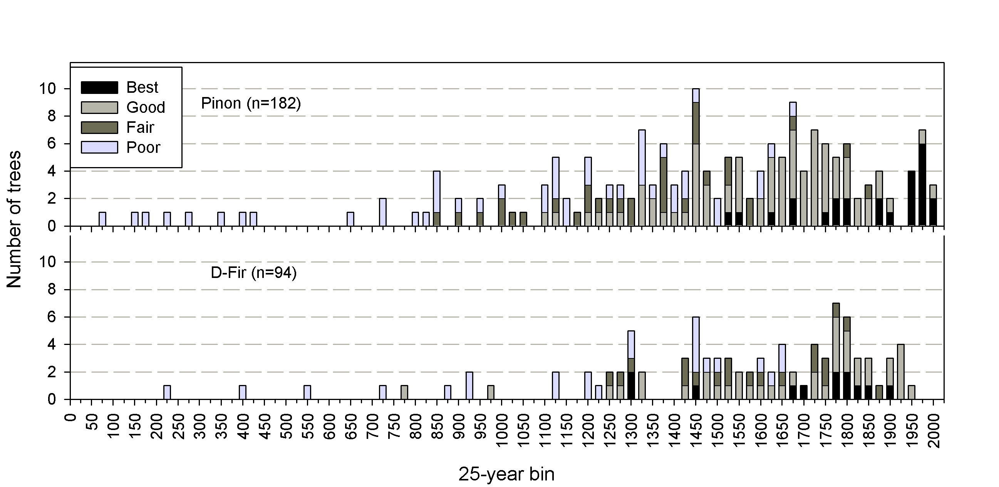 Best
Good
Fair
Poor
Pinon (n=182)
10
8
6
4
2
0
Number of trees
D-Fir (n=94)
10
8
6
4
2
0
0 50 100 150 200 250 300 350 400 450 500 550 600 650 700 750 800 850 900 950 1000 1050 1100 1150 1200 1250 1300 1350 1400 1450 1500 1550 1600 1650 1700 1750 1800 1850 1900 1950 2000
25-year bin